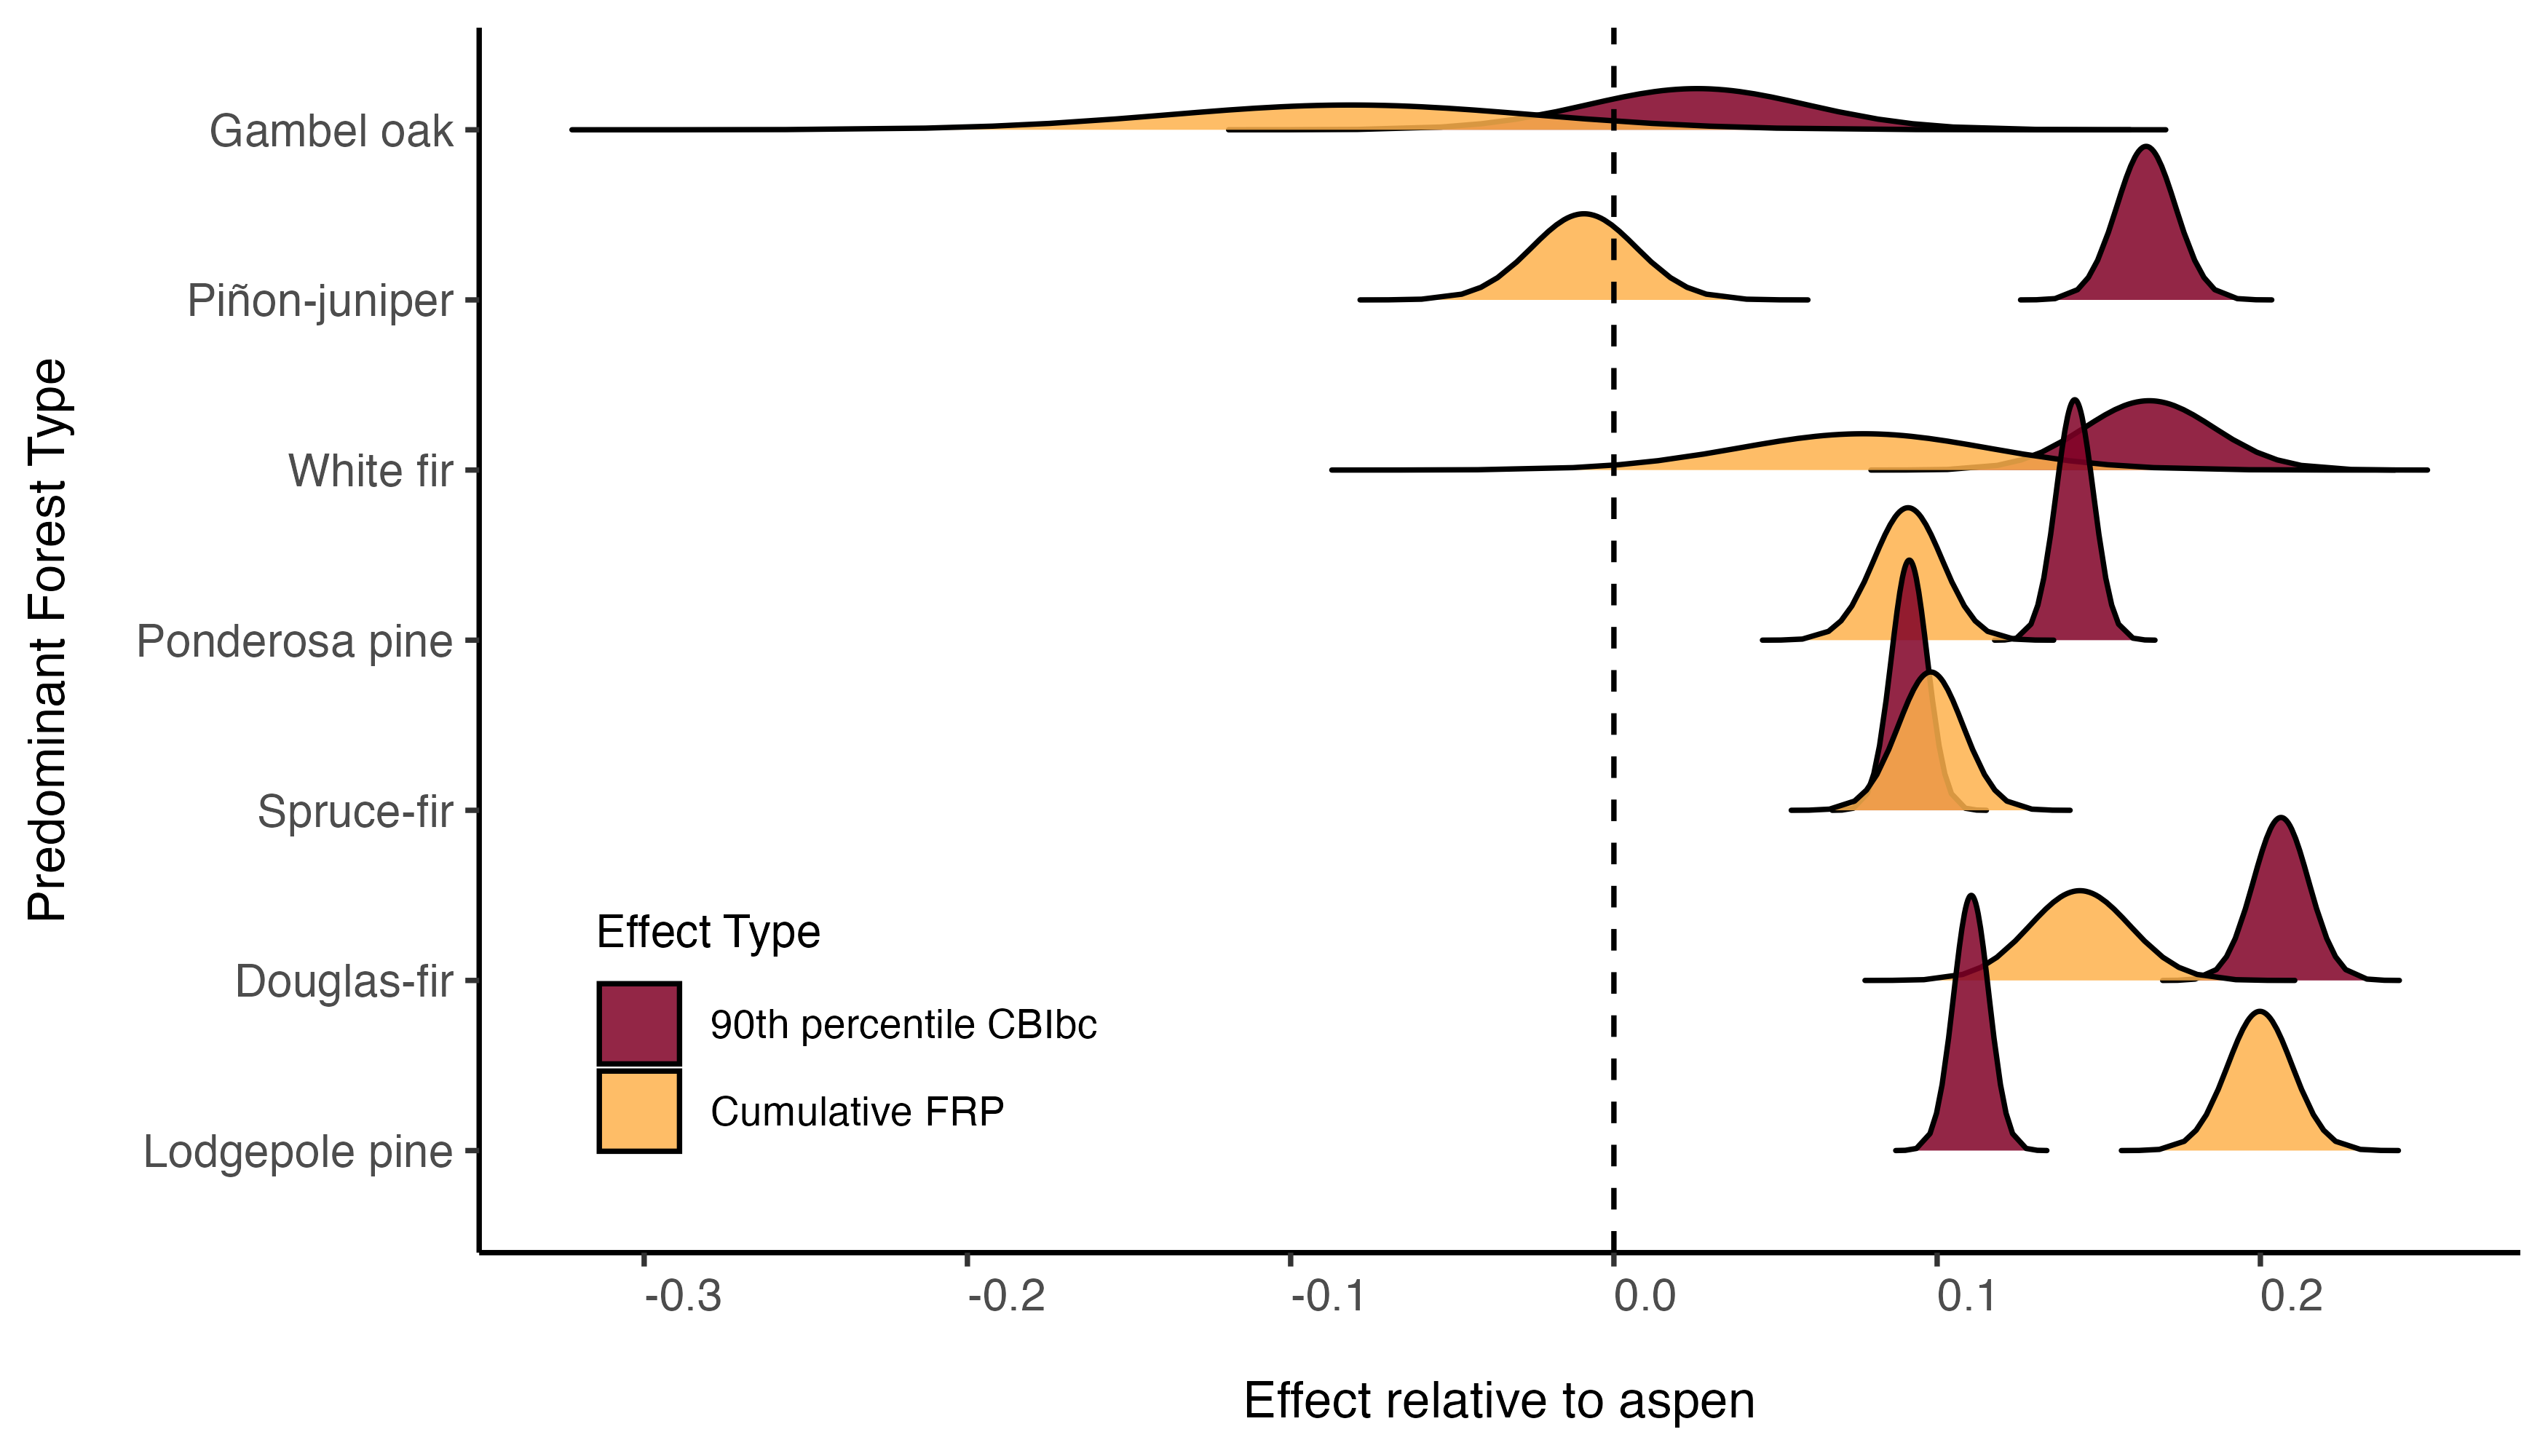 Predominant Forest Type
Gambel oak
Piñon-juniper
White fir
Ponderosa pine
Spruce-fir
Douglas-fir
Lodgepole pine
Effect Type
90th percentile CBIbc
Cumulative FRP
-0.3
-0.2
-0.1
0.0
0.1
0.2
Effect relative to aspen